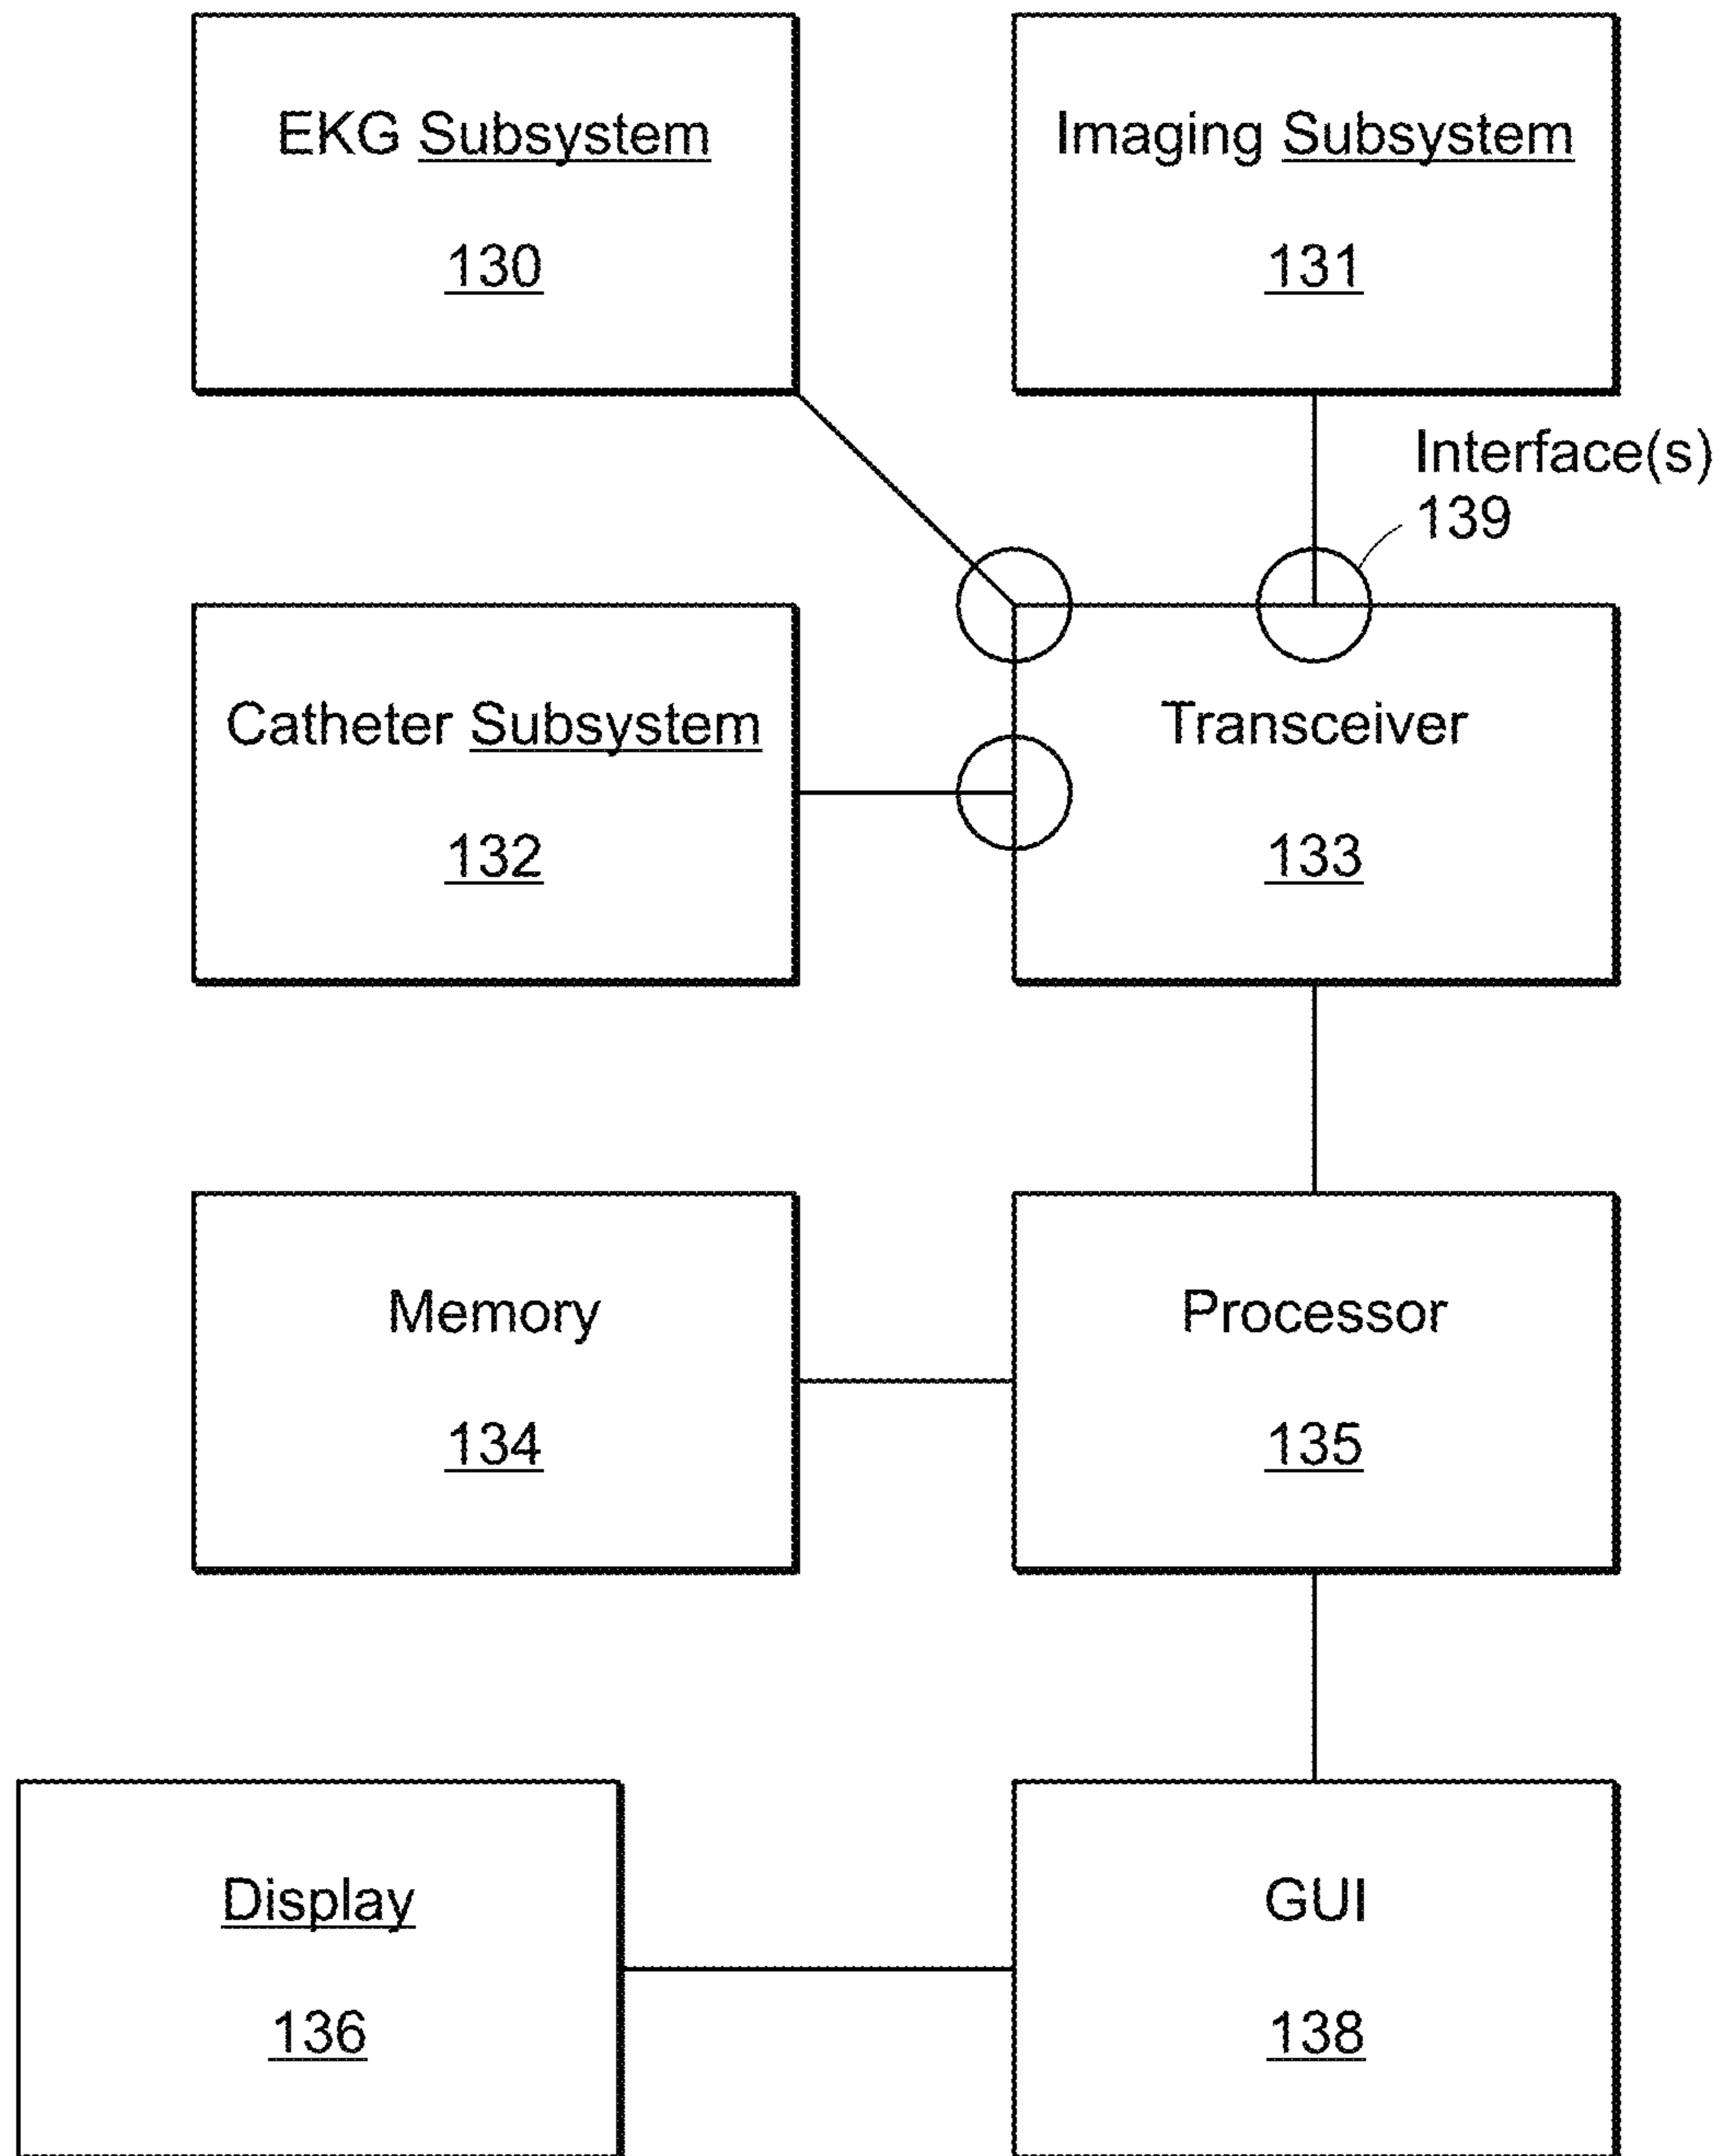 EKG Subsystem
130
Imaging Subsystem
131
Interface(s)
139
Catheter Subsystem
132
Transceiver
133
Memory
134
Processor
135
Display
136
GUI
138